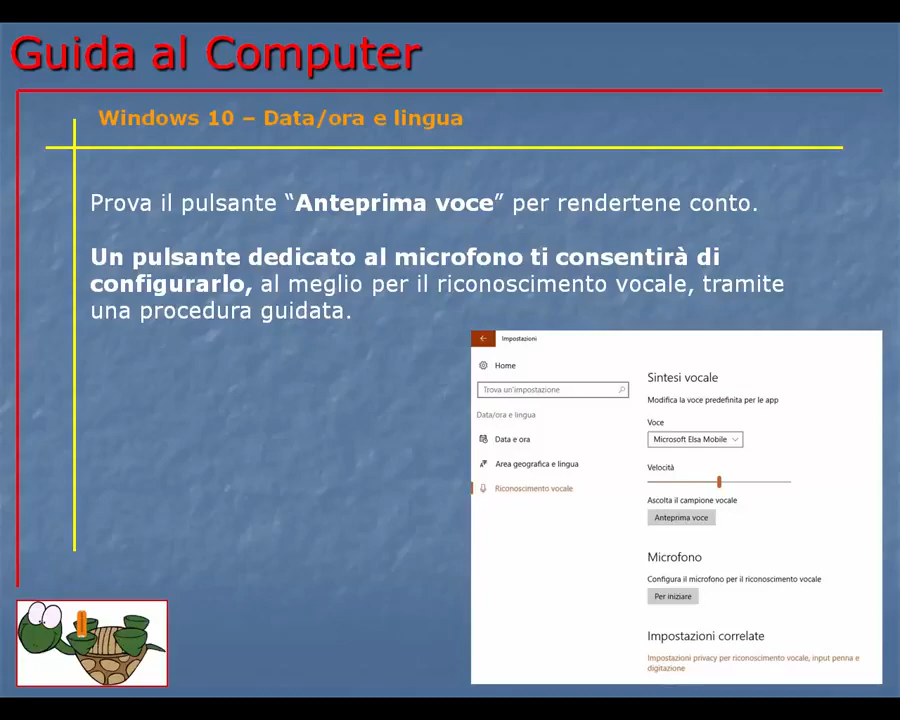 Guida al Computer
Windows 10 – Data/ora e lingua
Prova il pulsante “Anteprima voce” per rendertene conto.
Un pulsante dedicato al microfono ti consentirà di
configurarlo, al meglio per il riconoscimento vocale, tramite
una procedura guidata.
Impostazioni
Home
Trova un'impostazione
Data/ora e lingua
Data e ora
Area geografica e lingua
Riconoscimento vocale
Sintesi vocale
Modifica la voce predefinita per le app
Voce
Microsoft Elsa Mobile
Velocità
Ascolta il campione vocale
Anteprima voce
Microfono
Configura il microfono per il riconoscimento vocale
Per iniziare
Impostazioni correlate
Impostazioni privacy per riconoscimento vocale, input penna e
digitazione